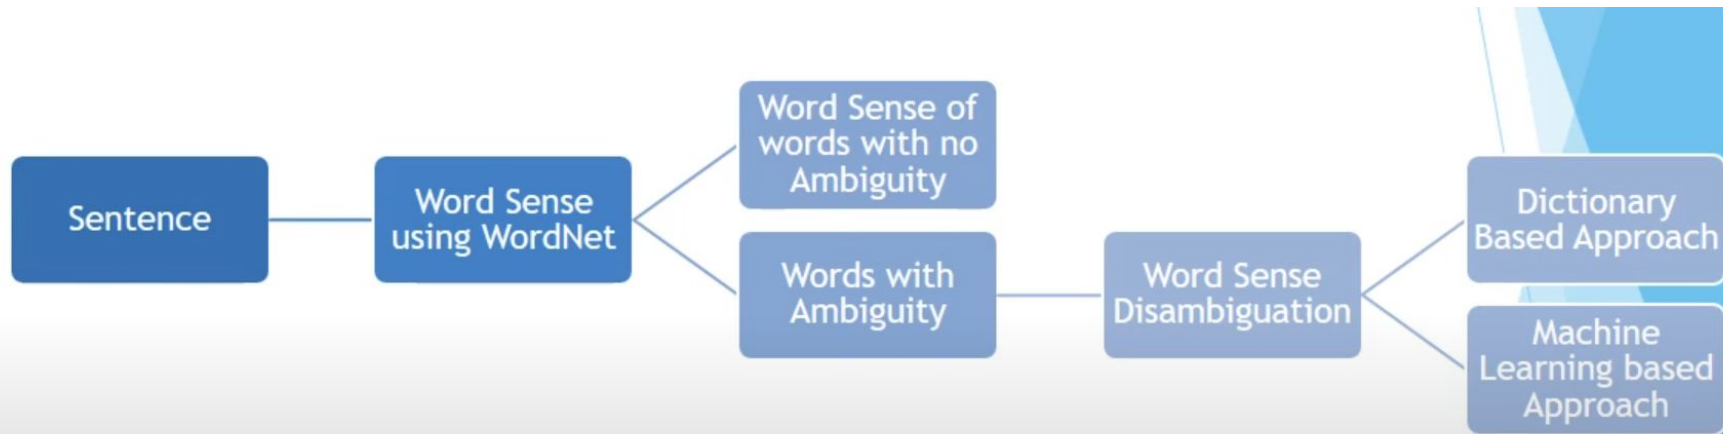 Sentence
Word Sense
using WordNet
Word Sense of
words with no
Ambiguity
Words with
Ambiguity
Word Sense
Disambiguation
Dictionary
Based Approach
Machine
Learning based
Approach